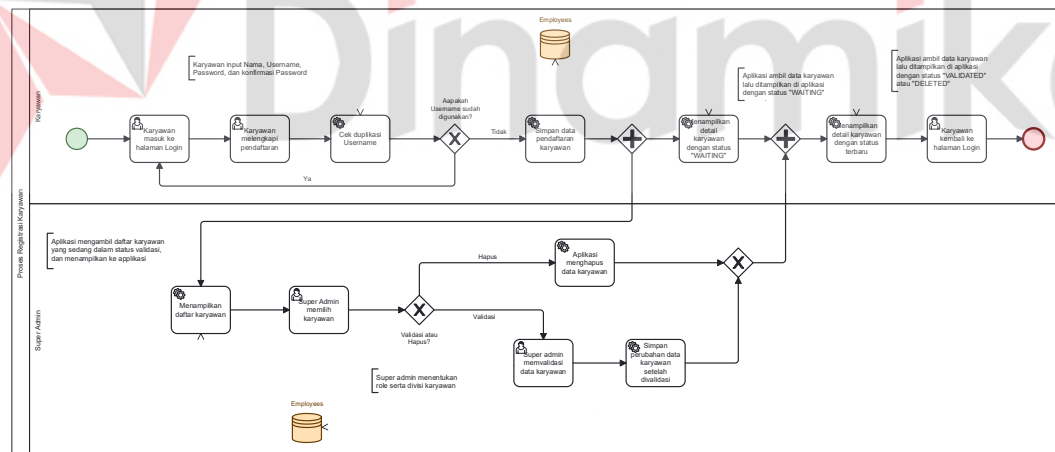 Dinamik
Proses Registrasi Karyawan
Karyawan
Karyawan input Nama, Username,
Password, dan konfirmasi Password
Employees
Aplikasi ambil data karyawan
lalu ditampilkan di aplikasi
dengan status "WAITING"
Aplikasi ambil data karyawan
lalu ditampilkan di aplikasi
dengan status "VALIDATED"
atau "DELETED"
Karyawan
masuk ke
halaman Login
Karyawan
melengkapi
pendaftaran
Cek duplikasi
Username
Aapakah
Username sudah
digunakan?
Tidak
Ya
Simpan data
pendaftaran
karyawan
Menampilkan
detail
karyawan
dengan status
"WAITING"
Menampilkan
detail karyawan
dengan status
terbaru
Karyawan
kembali ke
halaman Login
Super Admin
Aplikasi mengambil daftar karyawan
yang sedang dalam status validasi,
dan menampilkan ke applikasi
Menampilkan
daftar karyawan
Super Admin
memilih
karyawan
Validasi atau
Hapus?
Hapus
Aplikasi
menghapus
data karyawan
Validasi
Super admin
memvalidasi
data karyawan
Simpan
perubahan data
karyawan
setelah
divalidasi
Super admin menentukan
role serta divisi karyawan
Employees